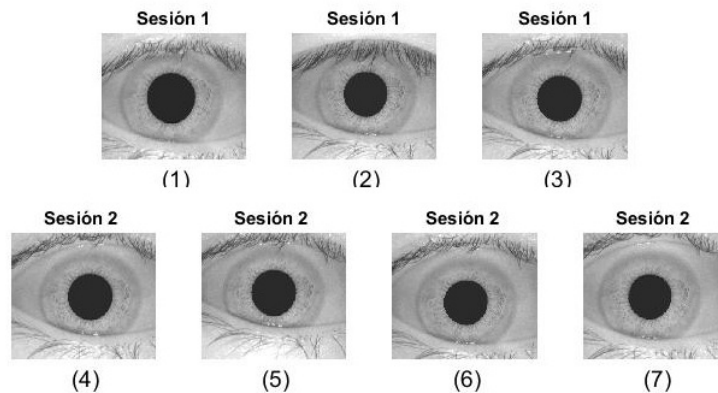 Sesión 1 Sesión 1 Sesión 1
(1) (2) (3)
Sesión 2 Sesión 2 Sesión 2 Sesión 2
(4) (5) (6) (7)